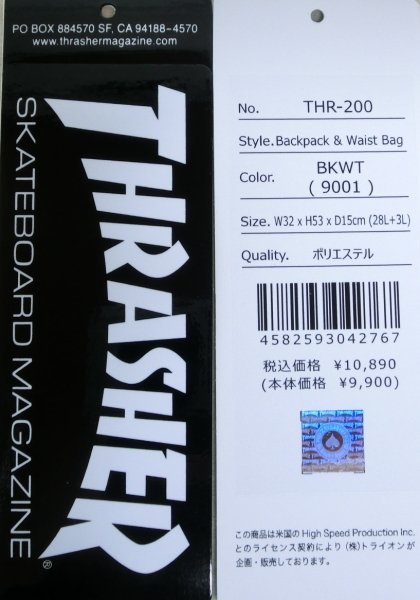 PO BOX 884570 SF, CA 94188-4570
www.thrashermagazine.com
THRASHER
SKATEBOARD MAGAZINE®
No. THR-200
Style. Backpack & Waist Bag
Color. BKWT
( 9001 )
Size. W32 x H53 x D15cm (28L+3L)
Quality. ポリエステル
4582593042767
税込価格 ¥10,890
(本体価格 ¥9,900)
この商品は米国の High Speed Production Inc.
とのライセンス契約により (株)トライオンが
企画・販売しております。